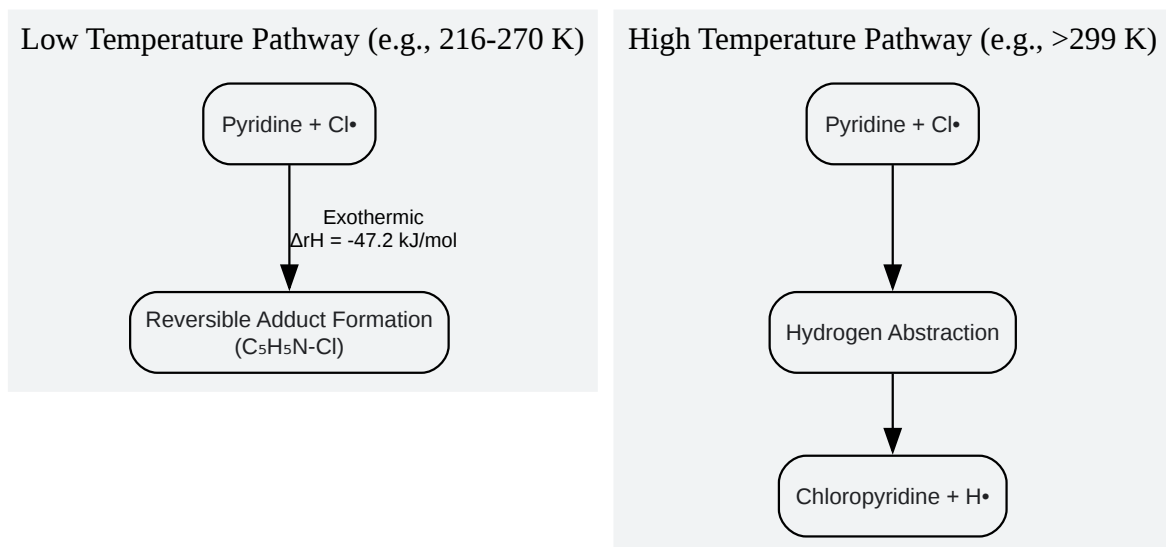 Low Temperature Pathway (e.g., 216-270 K)
Pyridine + Cl•
Exothermic
ΔrH = -47.2 kJ/mol
Reversible Adduct Formation
(C₅H₅N-Cl)
High Temperature Pathway (e.g., >299 K)
Pyridine + Cl•
Hydrogen Abstraction
Chloropyridine + H•